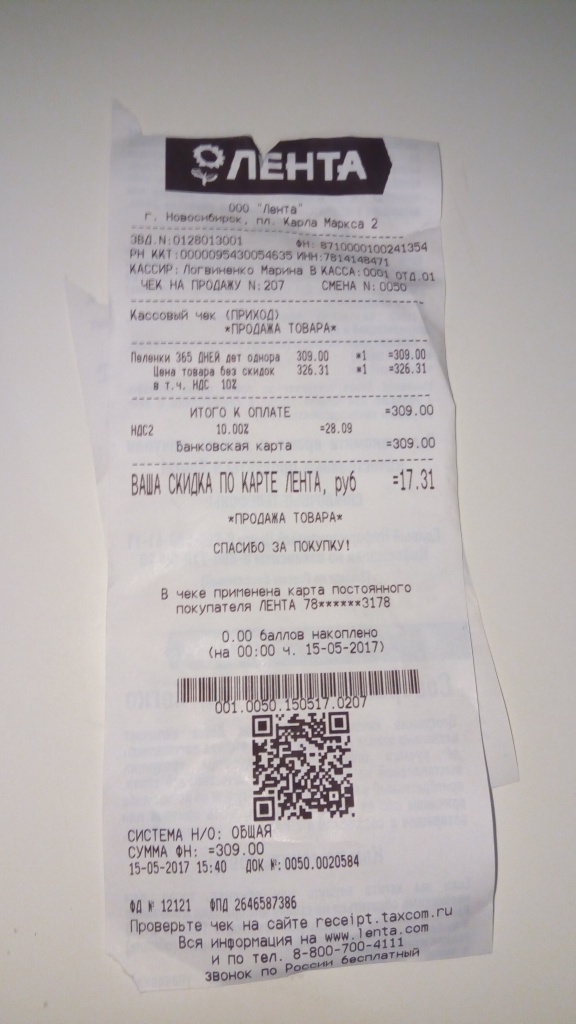 ЛЕНТА
ООО "Лента"
г. Новосибирск, пл. Карла Маркса 2
ЗВД.N:0128013001 ФН: 8710000100241354
РН ККТ:0000095430054635 ИНН:7814148471
КАССИР: Логвиненко Марина В КАССА:0001 ОТД.01
ЧЕК НА ПРОДАЖУ N:207 СМЕНА N:0050
Кассовый чек (ПРИХОД)
*ПРОДАЖА ТОВАРА*
Пеленки 365 ДНЕЙ дет однора 309.00 *1 =309.00
Цена товара без скидок 326.31 *1 =326.31
в т.ч. НДС 10%
ИТОГО К ОПЛАТЕ =309.00
НДС2 10.00% =28.09
Банковская карта =309.00
ВАША СКИДКА ПО КАРТЕ ЛЕНТА, руб =17.31
*ПРОДАЖА ТОВАРА*
СПАСИБО ЗА ПОКУПКУ!
В чеке применена карта постоянного
покупателя ЛЕНТА 78******3178
0.00 баллов накоплено
(на 00:00 ч. 15-05-2017)
001.0050.150517.0207
СИСТЕМА Н/О: ОБЩАЯ
СУММА ФН: =309.00
15-05-2017 15:40 ДОК №:0050.0020584
ФД № 12121 ФПД 2646587386
Проверьте чек на сайте receipt.taxcom.ru
Вся информация на www.lenta.com
и по тел. 8-800-700-4111
ЗВОНОК по России бесплатный